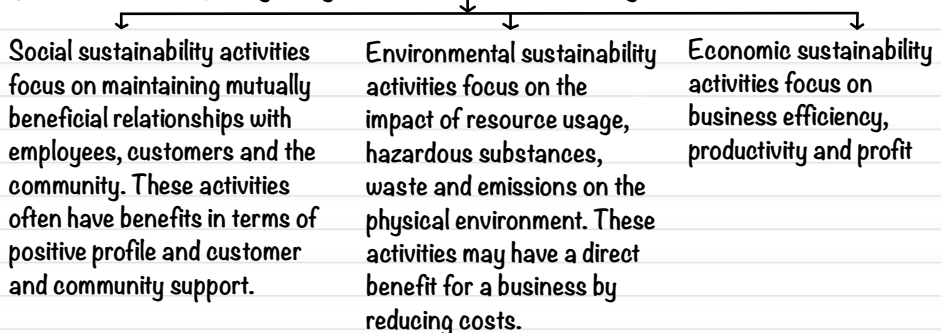 Social sustainability activities
focus on maintaining mutually
beneficial relationships with
employees, customers and the
community. These activities
often have benefits in terms of
positive profile and customer
and community support.
Environmental sustainability
activities focus on the
impact of resource usage,
hazardous substances,
waste and emissions on the
physical environment. These
activities may have a direct
benefit for a business by
reducing costs.
Economic sustainability
activities focus on
business efficiency,
productivity and profit